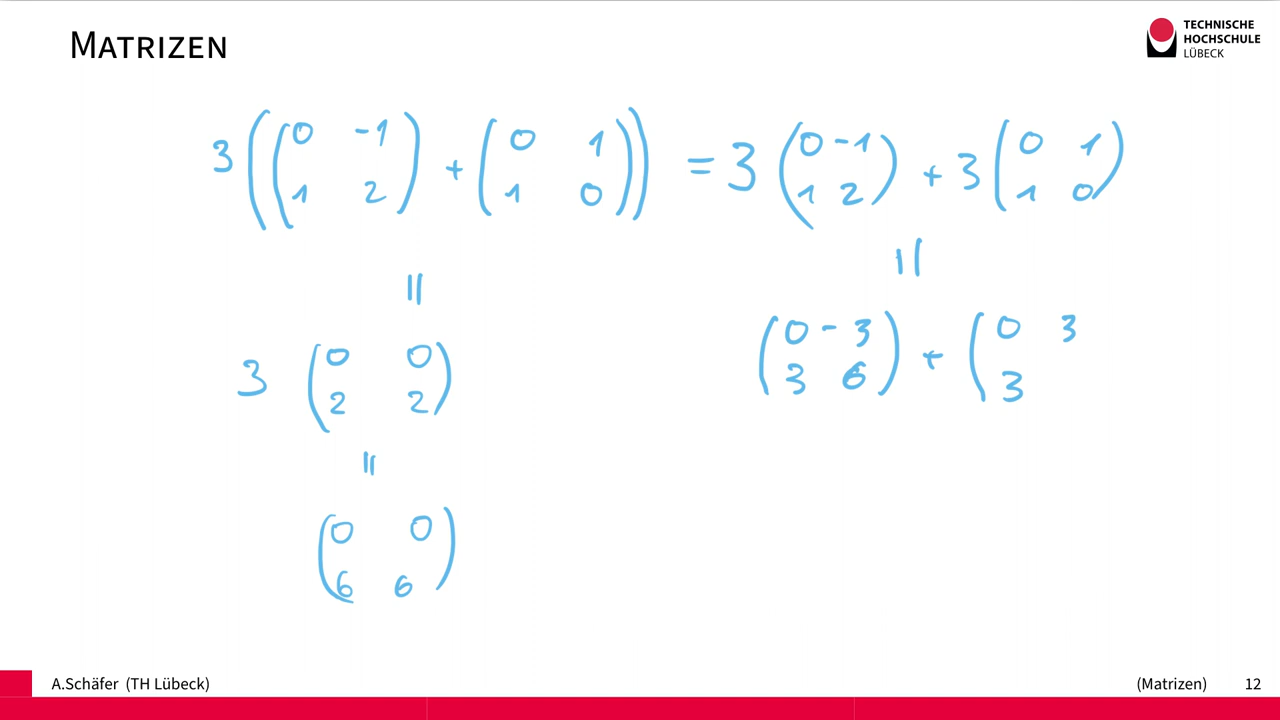 MATRIZEN
TECHNISCHE
HOCHSCHULE
LÜBECK
3 ( ( 0 -1 ) + ( 0 1 ) ) = 3 ( 0 -1 ) + 3 ( 0 1 )
1 2 1 0 1 2 1 0
= =
3 ( 0 0 ) ( 0 -3 ) + ( 0 3
2 2 3 6 3
=
( 0 0 )
6 6
A.Schäfer (TH Lübeck) (Matrizen) 12